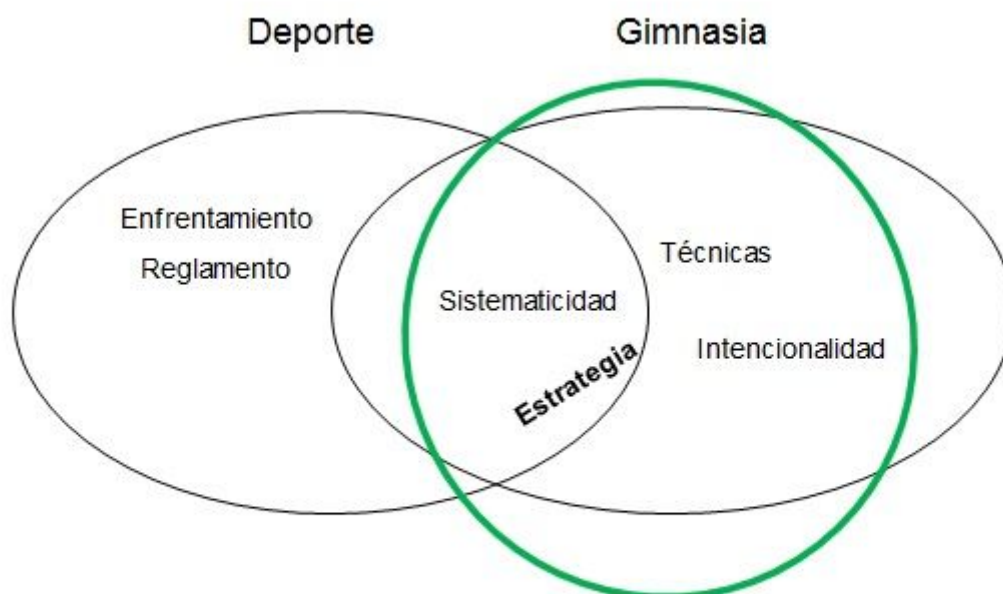 Deporte
Gimnasia
Enfrentamiento
Reglamento
Técnicas
Sistematicidad
Intencionalidad
Estrategia